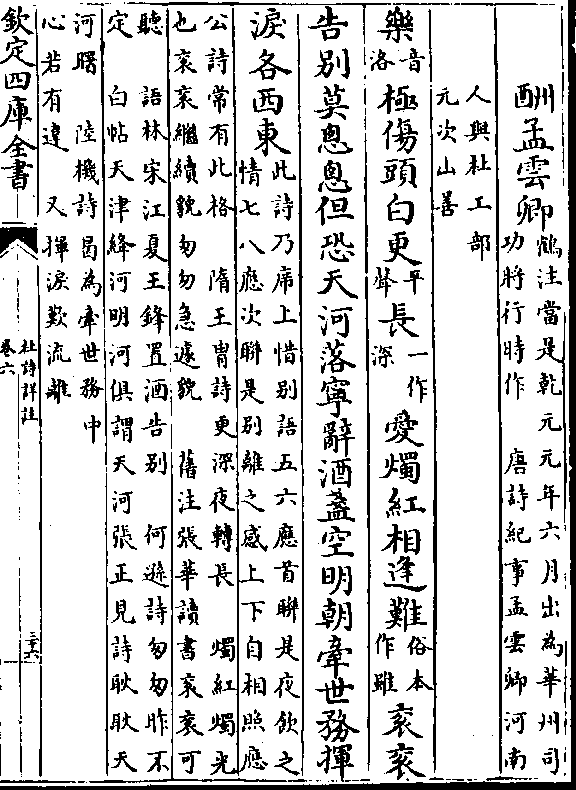 酬孟雲卿
鶴注當是乾元元年六月出為華州司
功將行時作　唐詩紀事孟雲卿河南
人與杜工部
元次山善
樂音洛極傷頭白更平聲長一作深愛燭紅相逢難俗本作雖衮衮
告别莫怱怱但恐天河落寧辭酒盞空明朝牽世務揮
淚各西東
此詩乃席上惜别語五六應首聯是夜飲之
情七八應次聯是别離之感上下自相照應
公詩常有此格　隋王胄詩更深夜轉長　燭紅燭光
也衮衮繼續貌匆匆急遽貌　舊注張華讀書衮衮可
聽　語林宋江夏王鋒置酒告别　何遜詩匆匆昨不
定　白帖天津絳河明河俱謂天河張正見詩耿耿天
河曙　陸機詩曷為牽世務中
心若有違　又揮淚歎流離
欽定四庫全書
杜詩詳註
卷六
三十六